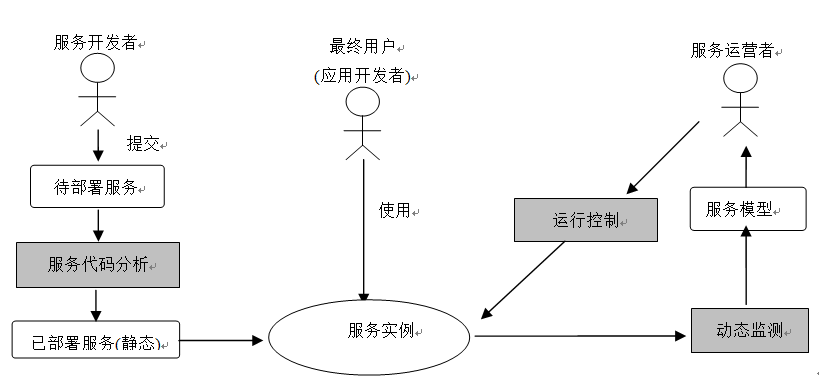 服务开发者
最终用户
(应用开发者)
服务运营者
提交
待部署服务
使用
运行控制
服务模型
服务代码分析
已部署服务(静态)
服务实例
动态监测